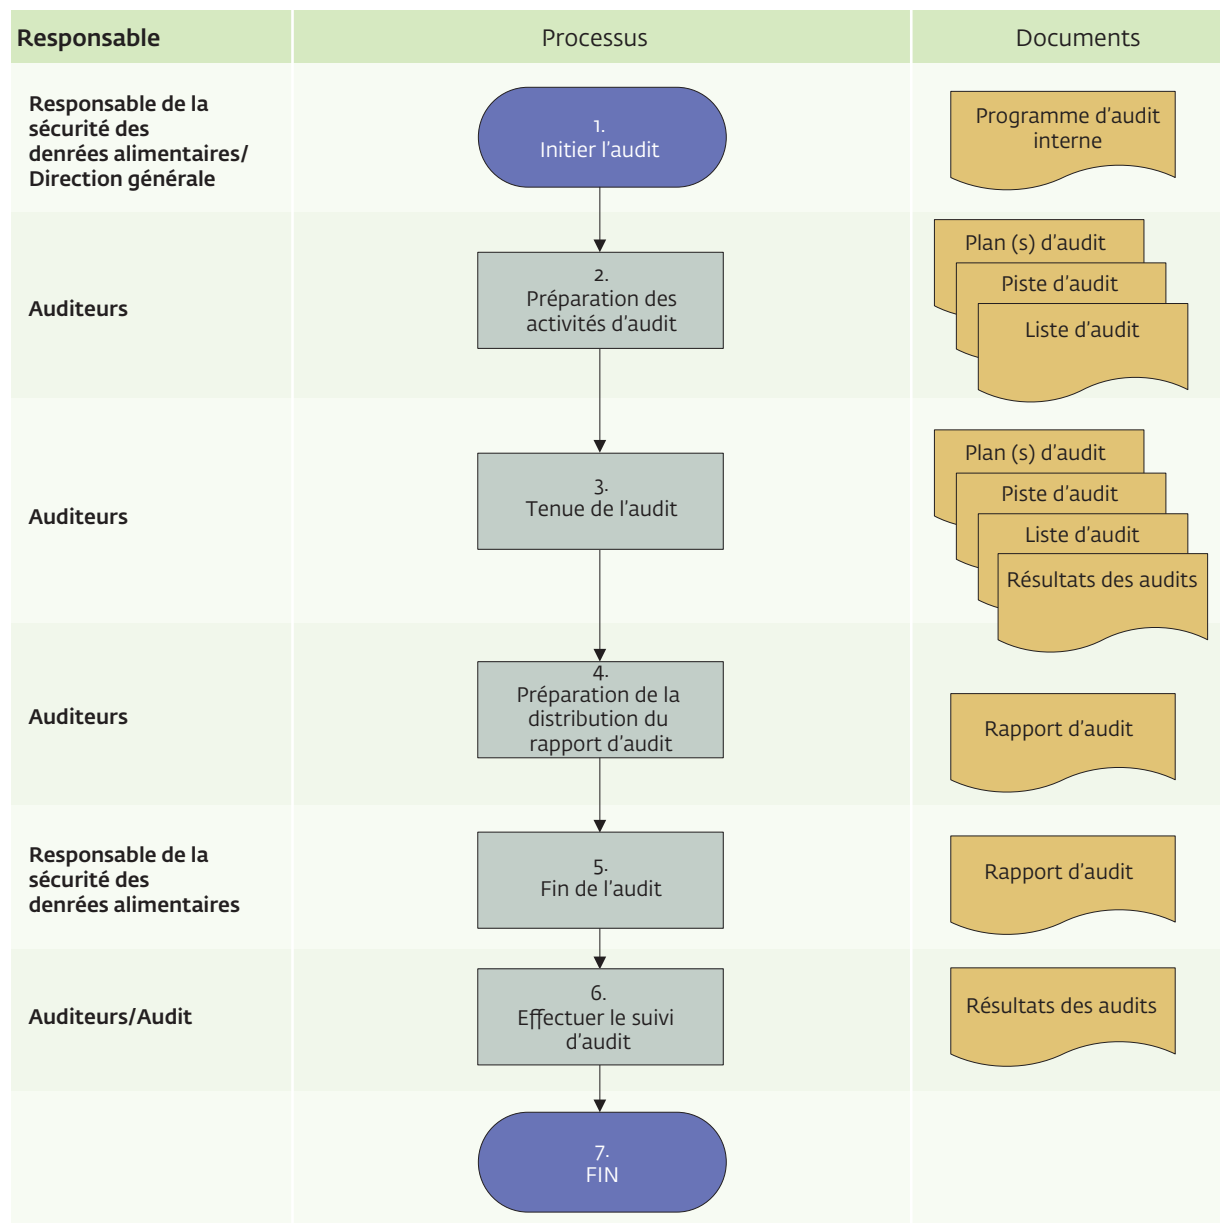 Responsable
Processus
Documents
Responsable de la
sécurité des
denrées alimentaires/
Direction générale
1.
Initier l'audit
Programme d'audit
interne
Auditeurs
2.
Préparation des
activités d'audit
Plan (s) d'audit
Piste d'audit
Liste d'audit
Auditeurs
3.
Tenue de l'audit
Plan (s) d'audit
Piste d'audit
Liste d'audit
Résultats des audits
Auditeurs
4.
Préparation de la
distribution du
rapport d'audit
Rapport d'audit
Responsable de la
sécurité des
denrées alimentaires
5.
Fin de l'audit
Rapport d'audit
Auditeurs/Audit
6.
Effectuer le suivi
d'audit
Résultats des audits
7.
FIN